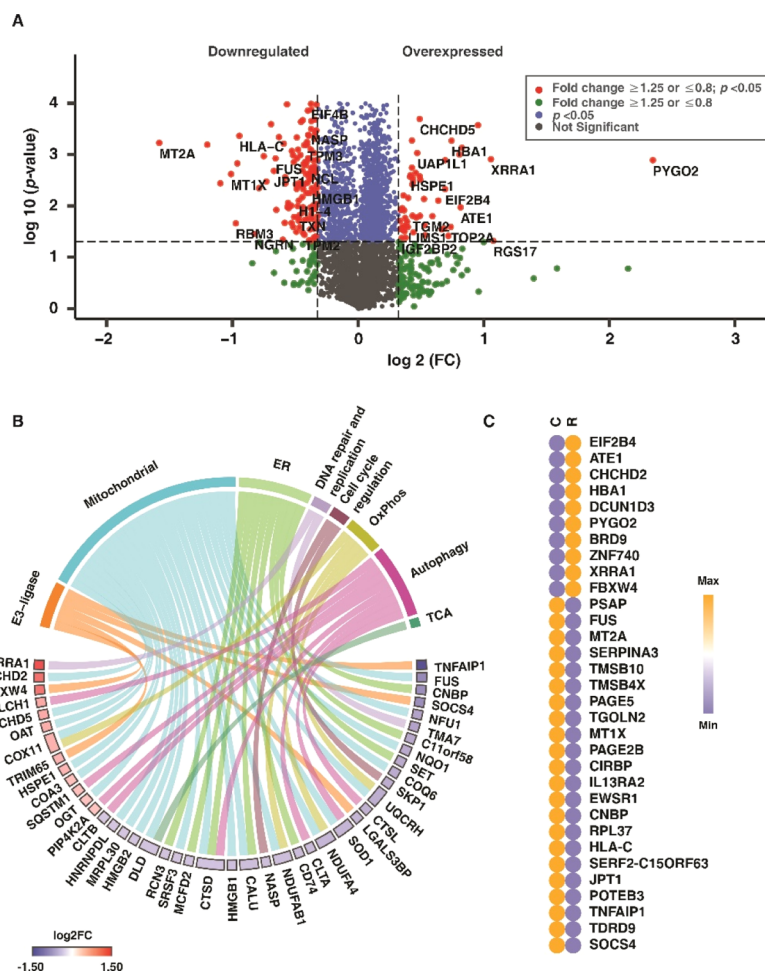 A
Downregulated
Overexpressed
Fold change ≥1.25 or ≤0.8; p <0.05
Fold change ≥1.25 or ≤0.8
p <0.05
Not Significant
log 10 (p-value)
4
3
2
1
0
EIF4B
CHCHD5
MT2A
HLA-C
NASP
HBA1
TPM3
UAP1L1
XRRA1
PYGO2
FUS
MT1X
JPT1
NCL
HSPE1
HMGB1
EIF2B4
H1-4
ATE1
TXN
TGM2
RBM3
LIMS1
TOP2A
NGRN
TPM2
IGF2BP2
RGS17
−2
−1
0
1
2
3
log 2 (FC)
B
E3-ligase
Mitochondrial
ER
DNA repair and
replication
Cell cycle
regulation
OxPhos
Autophagy
TCA
RRA1
CHD2
XW4
LCH1
CHD5
OAT
COX11
TRIM65
HSPE1
COA3
SQSTM1
OGT
PIP4K2A
CLTB
HNRNPDL
MRPL30
HMGB2
DLD
RCN3
SRSF3
MCFD2
CTSD
HMGB1
CALU
NASP
NDUFAB1
CD74
CLTA
NDUFA4
SOD1
LGALS3BP
CTSL
UQCRH
SKP1
COQ6
SET
NQO1
C11orf58
TMA7
NFU1
SOCS4
CNBP
FUS
TNFAIP1
log2FC
-1.50
1.50
C
C
R
EIF2B4
ATE1
CHCHD2
HBA1
DCUN1D3
PYGO2
BRD9
ZNF740
XRRA1
FBXW4
PSAP
FUS
MT2A
SERPINA3
TMSB10
TMSB4X
PAGE5
TGOLN2
MT1X
PAGE2B
CIRBP
IL13RA2
EWSR1
CNBP
RPL37
HLA-C
SERF2-C15ORF63
JPT1
POTEB3
TNFAIP1
TDRD9
SOCS4
Max
Min